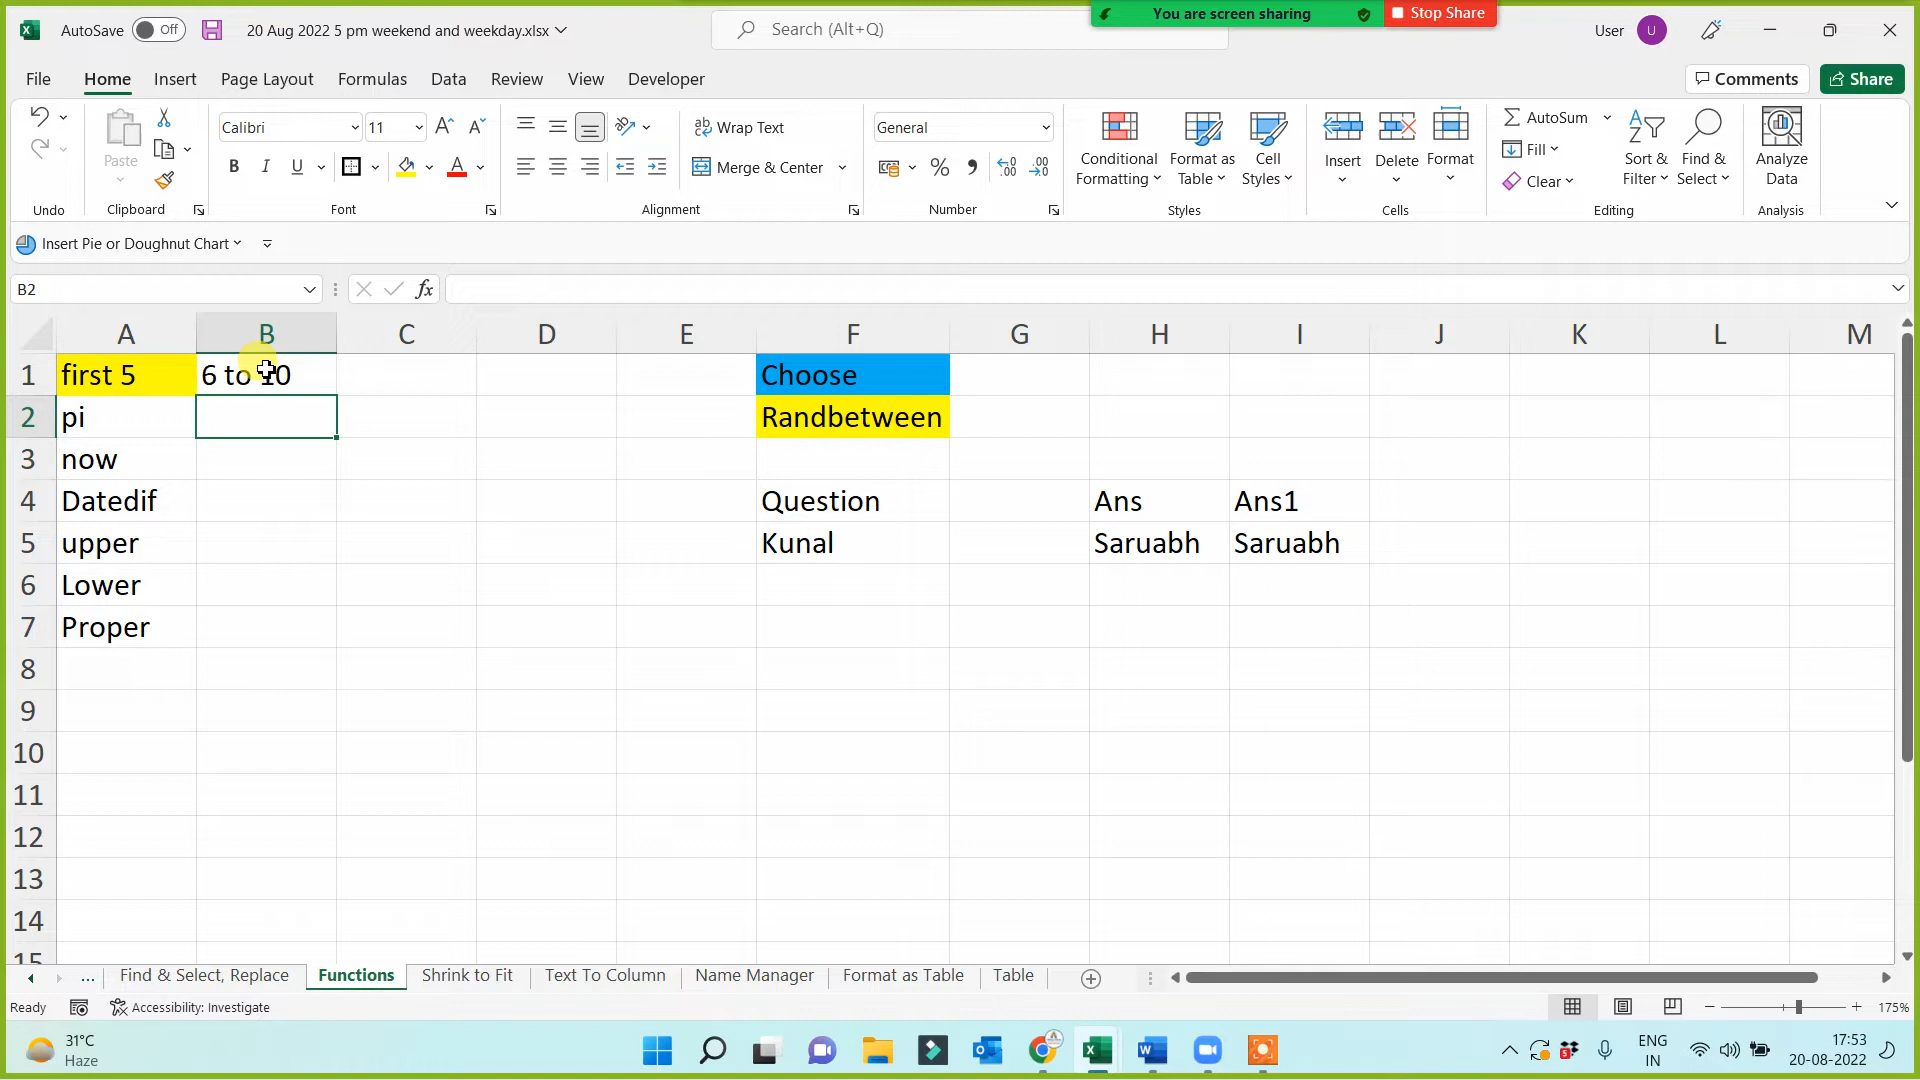 You are screen sharing
Stop Share
AutoSave Off 20 Aug 2022 5 pm weekend and weekday.xlsx Search (Alt+Q) User U
File Home Insert Page Layout Formulas Data Review View Developer Comments Share
Calibri 11 Wrap Text General AutoSum
Paste Conditional Formatting Format as Table Cell Styles Insert Delete Format Fill Sort & Filter Find & Select Analyze Data
B I U A Merge & Center % Clear
Undo Clipboard Font Alignment Number Styles Cells Editing Analysis
Insert Pie or Doughnut Chart
B2 fx
A B C D E F G H I J K L M
1 first 5 6 to 10 Choose
2 pi Randbetween
3 now
4 Datedif Question Ans Ans1
5 upper Kunal Saruabh Saruabh
6 Lower
7 Proper
8
9
10
11
12
13
14
15
... Find & Select, Replace Functions Shrink to Fit Text To Column Name Manager Format as Table Table
Ready Accessibility: Investigate 175%
31°C ENG 17:53
Haze IN 20-08-2022